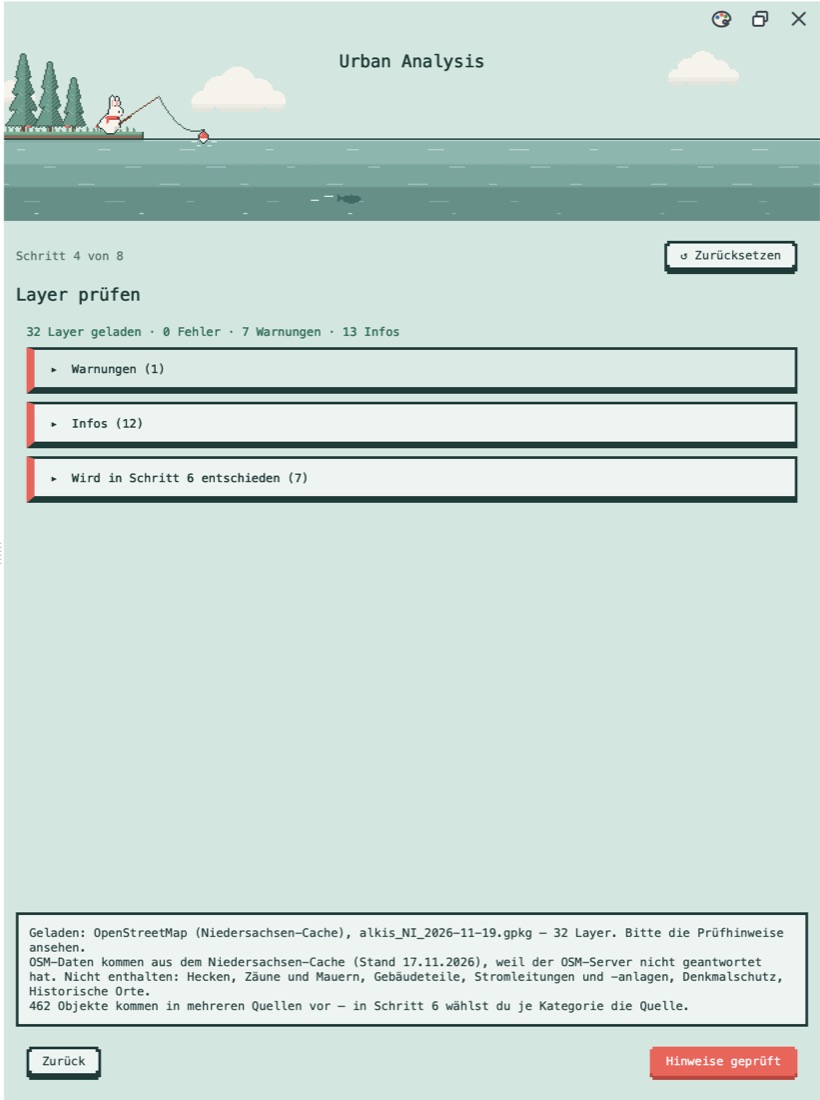 Urban Analysis
Schritt 4 von 8
↺ Zurücksetzen
Layer prüfen
32 Layer geladen · 0 Fehler · 7 Warnungen · 13 Infos
▸ Warnungen (1)
▸ Infos (12)
▸ Wird in Schritt 6 entschieden (7)
Geladen: OpenStreetMap (Niedersachsen-Cache), alkis_NI_2026-11-19.gpkg – 32 Layer. Bitte die Prüfhinweise
ansehen.
OSM-Daten kommen aus dem Niedersachsen-Cache (Stand 17.11.2026), weil der OSM-Server nicht geantwortet
hat. Nicht enthalten: Hecken, Zäune und Mauern, Gebäudeteile, Stromleitungen und -anlagen, Denkmalschutz,
Historische Orte.
462 Objekte kommen in mehreren Quellen vor – in Schritt 6 wählst du je Kategorie die Quelle.
Zurück
Hinweise geprüft